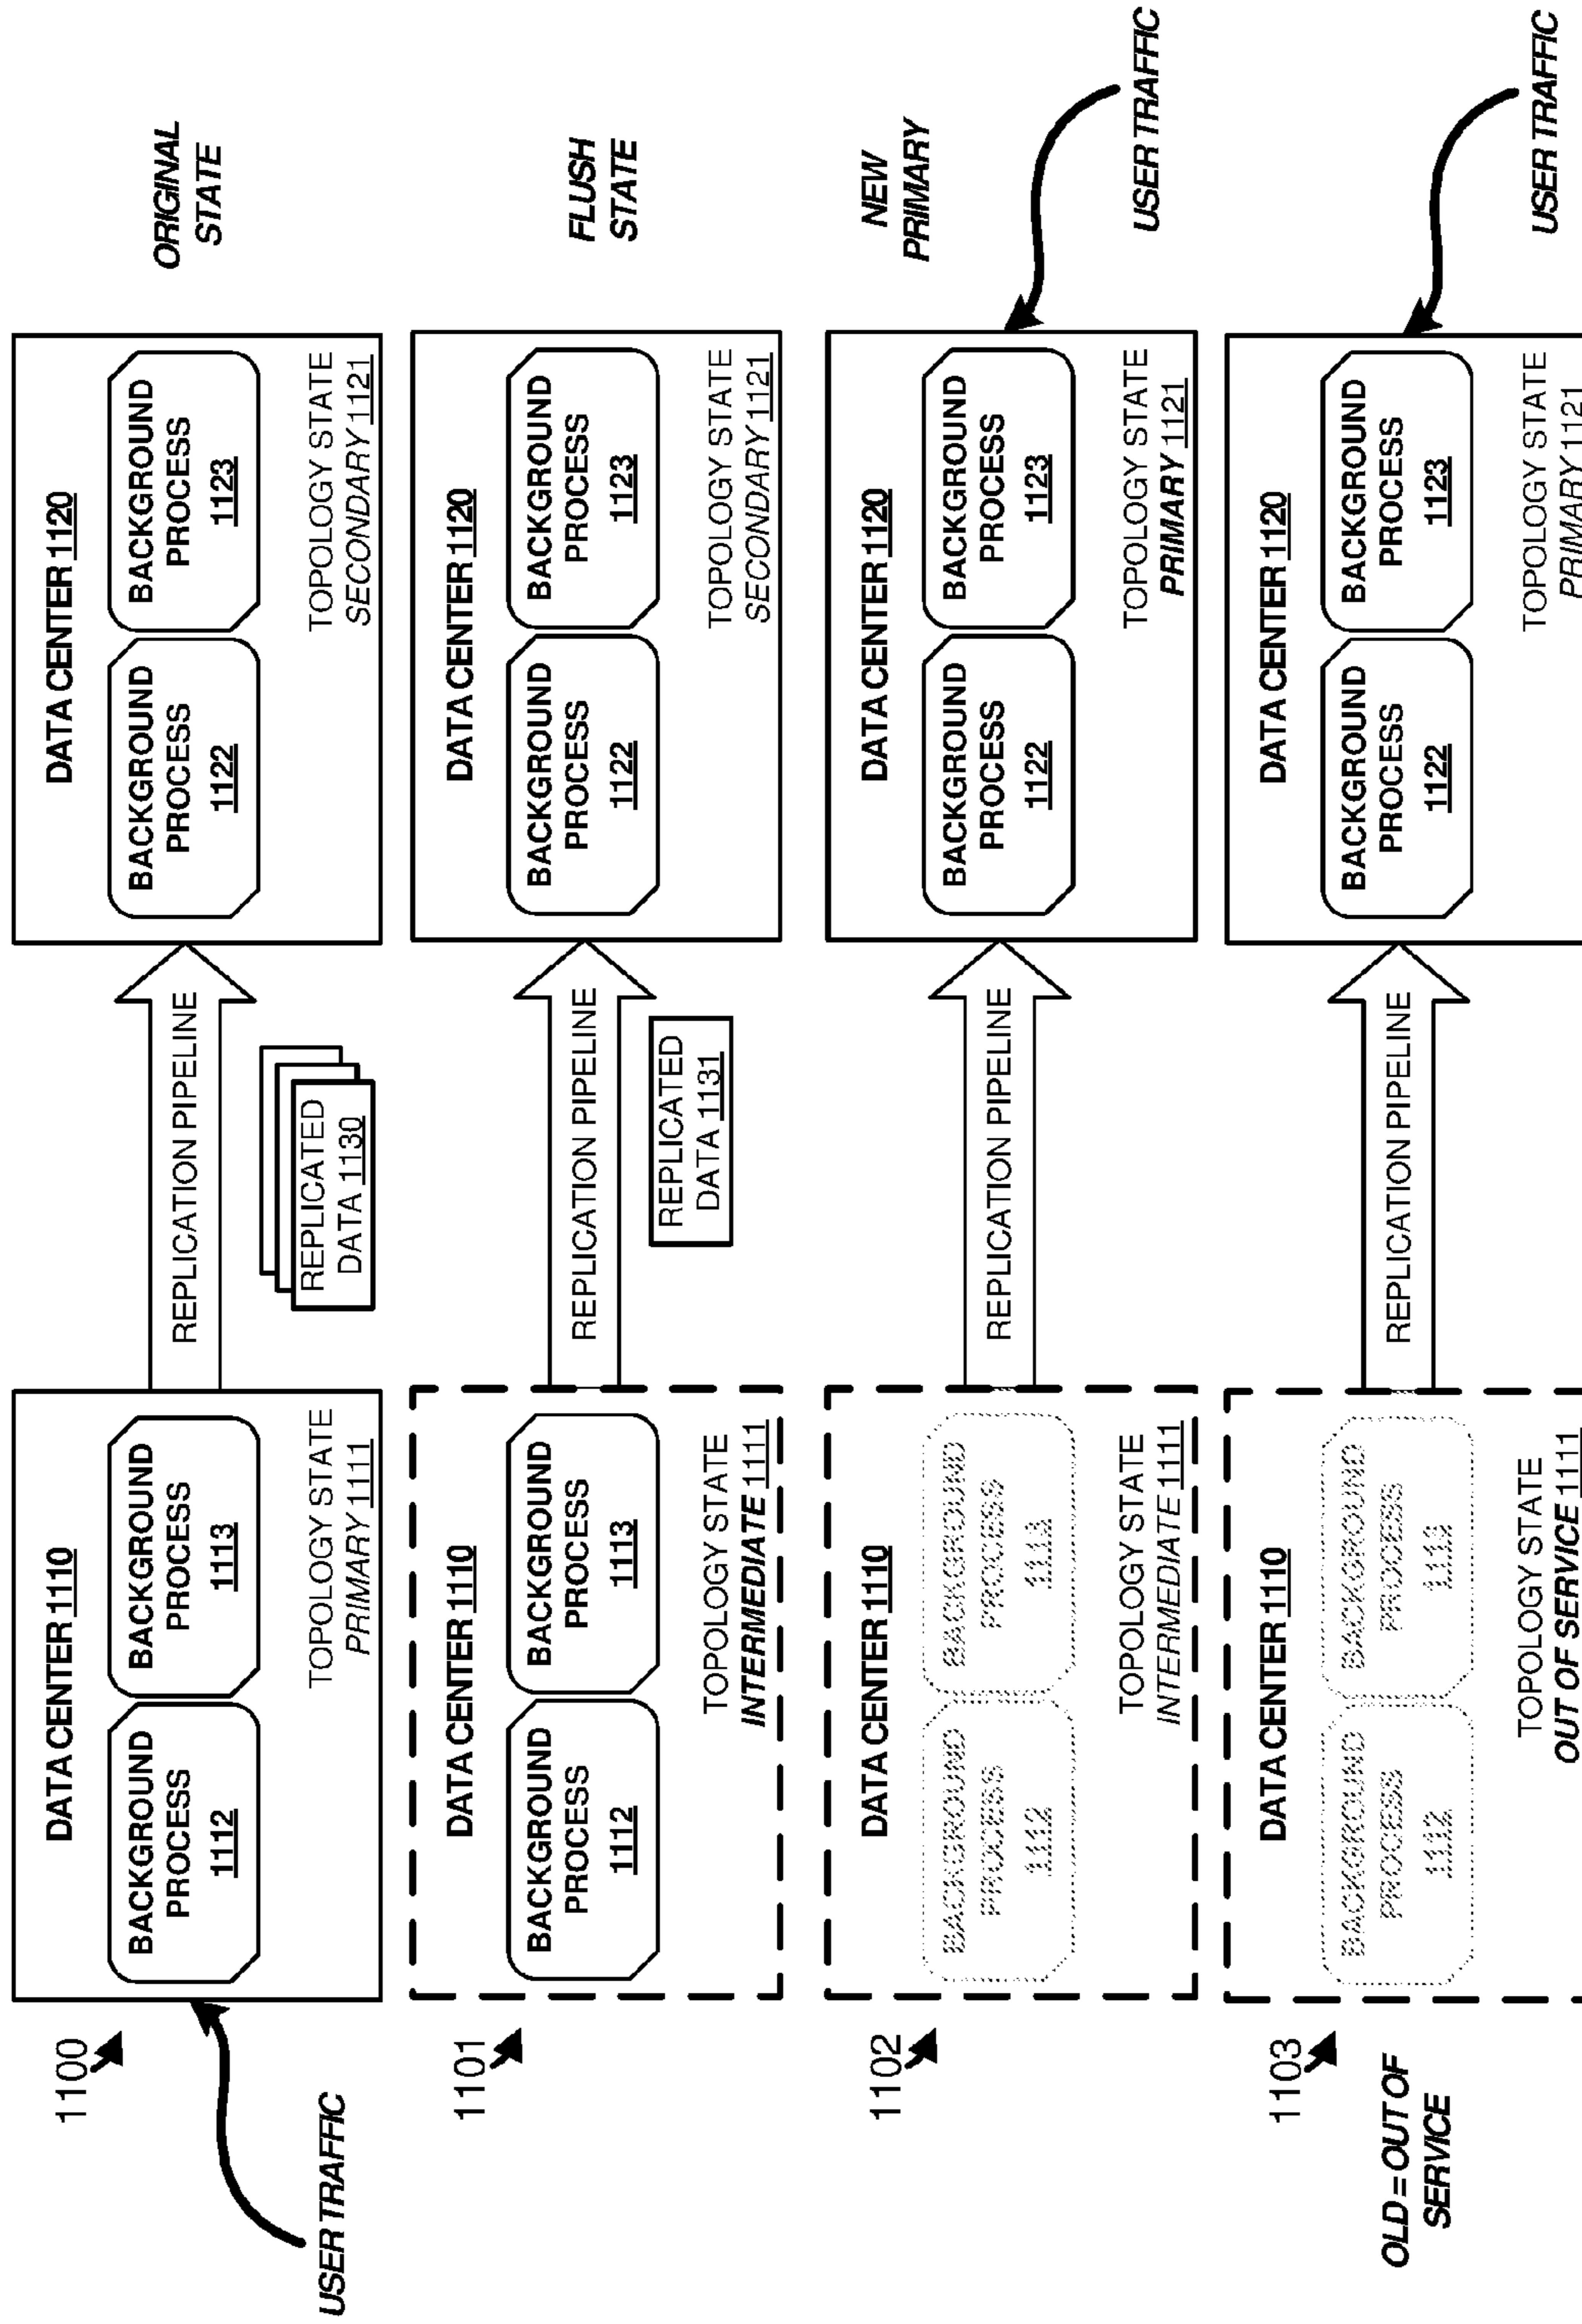 1100
USER TRAFFIC
DATA CENTER 1110
BACKGROUND
PROCESS
1112
BACKGROUND
PROCESS
1113
TOPOLOGY STATE
PRIMARY 1111
REPLICATION PIPELINE
REPLICATED
DATA 1130
DATA CENTER 1120
BACKGROUND
PROCESS
1122
BACKGROUND
PROCESS
1123
TOPOLOGY STATE
SECONDARY 1121
ORIGINAL
STATE
1101
DATA CENTER 1110
BACKGROUND
PROCESS
1112
BACKGROUND
PROCESS
1113
TOPOLOGY STATE
INTERMEDIATE 1111
REPLICATION PIPELINE
REPLICATED
DATA 1131
DATA CENTER 1120
BACKGROUND
PROCESS
1122
BACKGROUND
PROCESS
1123
TOPOLOGY STATE
SECONDARY 1121
FLUSH
STATE
1102
DATA CENTER 1110
BACKGROUND
PROCESS
1112
BACKGROUND
PROCESS
1113
TOPOLOGY STATE
INTERMEDIATE 1111
REPLICATION PIPELINE
DATA CENTER 1120
BACKGROUND
PROCESS
1122
BACKGROUND
PROCESS
1123
TOPOLOGY STATE
PRIMARY 1121
NEW
PRIMARY
USER TRAFFIC
1103
OLD = OUT OF
SERVICE
DATA CENTER 1110
BACKGROUND
PROCESS
1112
BACKGROUND
PROCESS
1113
TOPOLOGY STATE
OUT OF SERVICE 1111
REPLICATION PIPELINE
DATA CENTER 1120
BACKGROUND
PROCESS
1122
BACKGROUND
PROCESS
1123
TOPOLOGY STATE
PRIMARY 1121
USER TRAFFIC